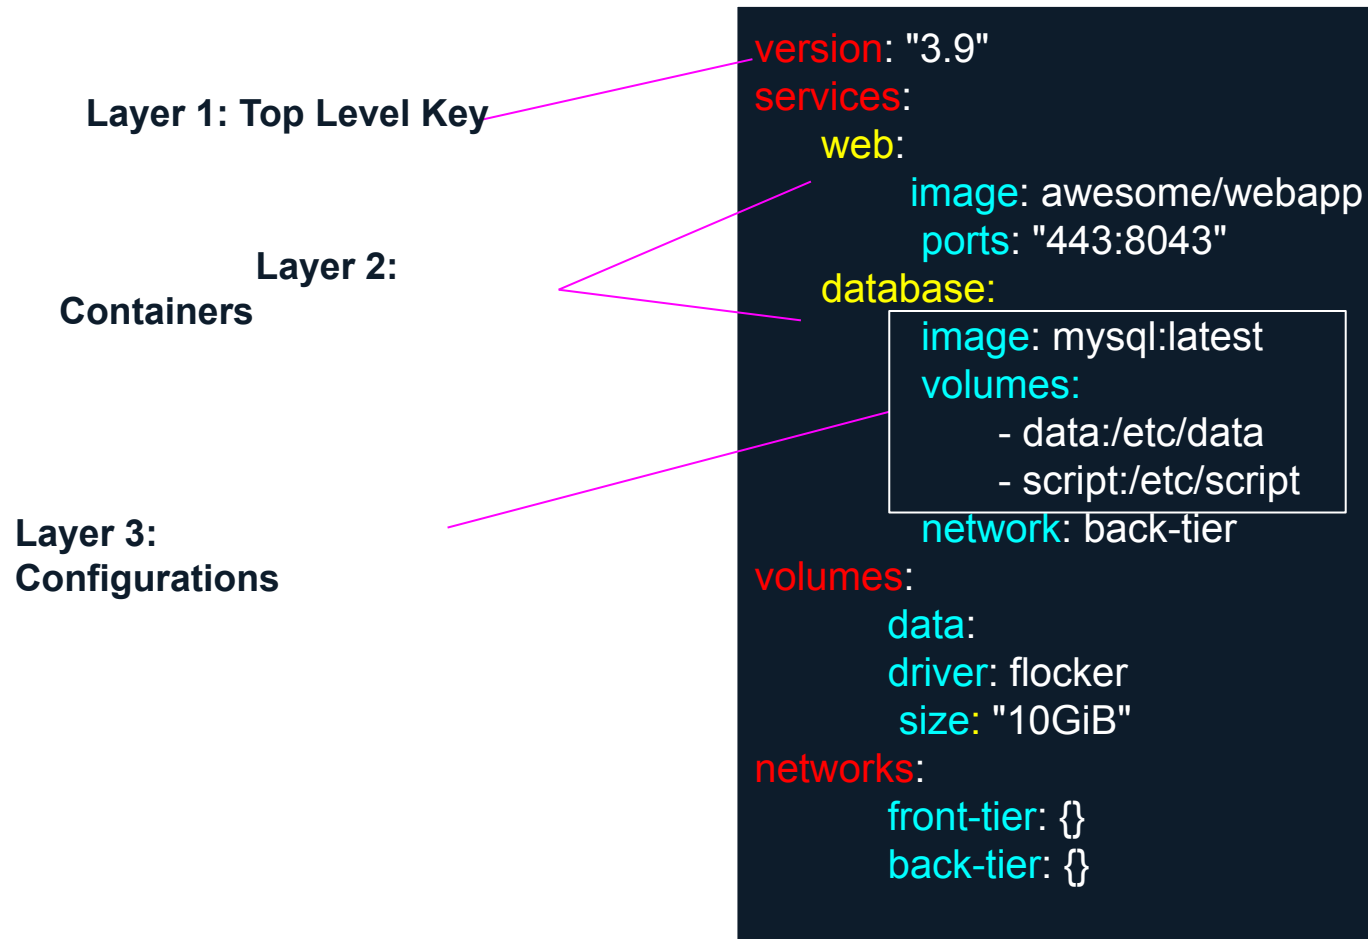 Layer 1: Top Level Key
Layer 2:
Containers
Layer 3:
Configurations
version: "3.9"
services:
web:
image: awesome/webapp
ports: "443:8043"
database:
image: mysql:latest
volumes:
- data:/etc/data
- script:/etc/script
network: back-tier
volumes:
data:
driver: flocker
size: "10GiB"
networks:
front-tier: {}
back-tier: {}